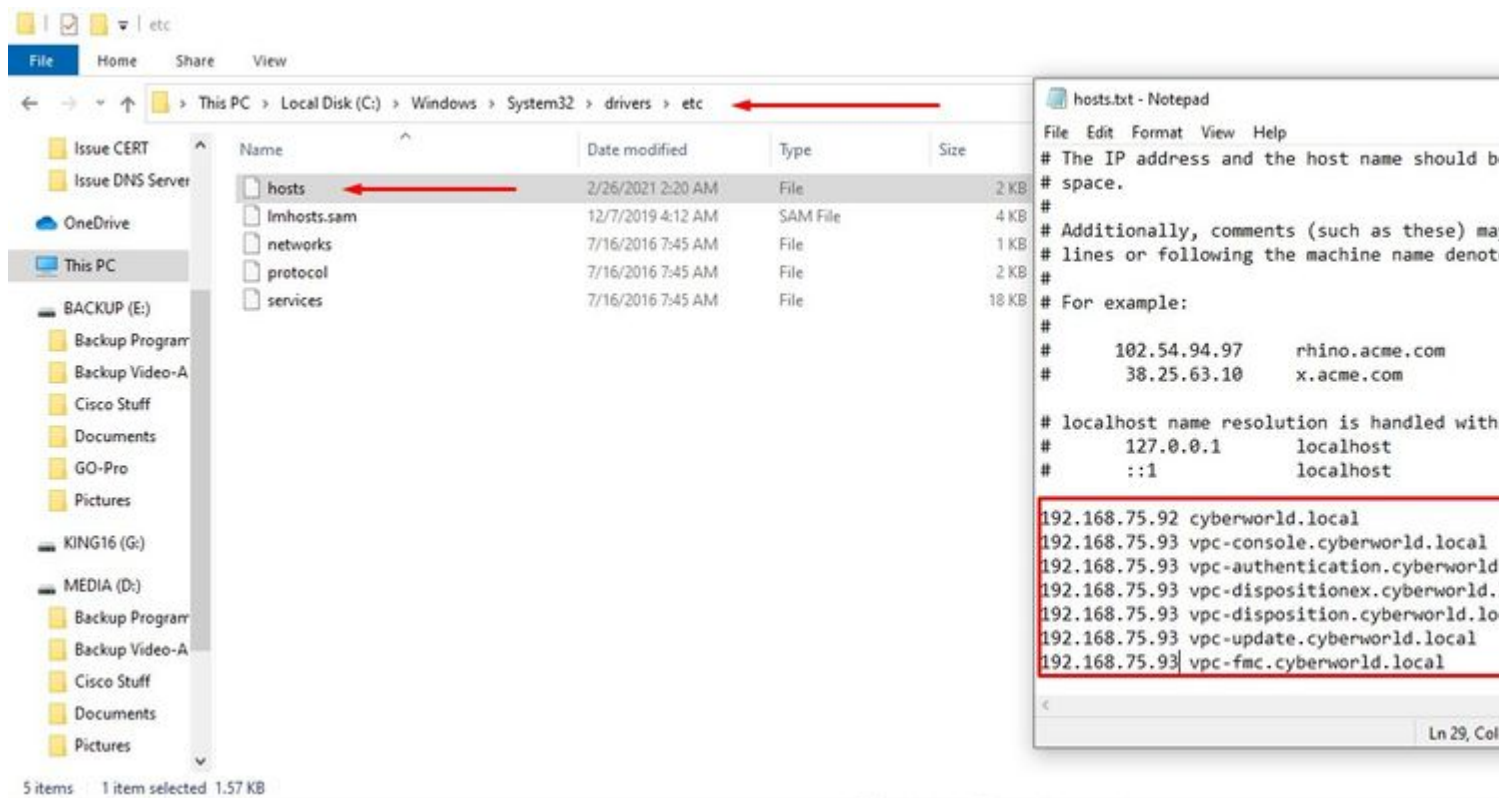 etc
File Home Share View
This PC > Local Disk (C:) > Windows > System32 > drivers > etc
Issue CERT
Issue DNS Server
OneDrive
This PC
BACKUP (E:)
Backup Program
Backup Video-A
Cisco Stuff
Documents
GO-Pro
Pictures
KING16 (G:)
MEDIA (D:)
Backup Program
Backup Video-A
Cisco Stuff
Documents
Pictures
Name Date modified Type Size
hosts 2/26/2021 2:20 AM File 2 KB
lmhosts.sam 12/7/2019 4:12 AM SAM File 4 KB
networks 7/16/2016 7:45 AM File 1 KB
protocol 7/16/2016 7:45 AM File 2 KB
services 7/16/2016 7:45 AM File 18 KB
5 items 1 item selected 1.57 KB
hosts.txt - Notepad
File Edit Format View Help
# The IP address and the host name should b
# space.
#
# Additionally, comments (such as these) ma
# lines or following the machine name denot
#
# For example:
#
# 102.54.94.97 rhino.acme.com
# 38.25.63.10 x.acme.com
# localhost name resolution is handled with
# 127.0.0.1 localhost
# ::1 localhost
192.168.75.92 cyberworld.local
192.168.75.93 vpc-console.cyberworld.local
192.168.75.93 vpc-authentication.cyberworld
192.168.75.93 vpc-dispositionex.cyberworld.
192.168.75.93 vpc-disposition.cyberworld.lo
192.168.75.93 vpc-update.cyberworld.local
192.168.75.93 vpc-fmc.cyberworld.local
Ln 29, Col